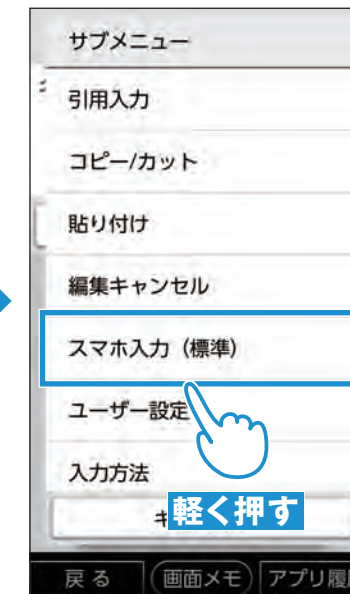 サブメニュー
引用入力
コピー/カット
貼り付け
編集キャンセル
スマホ入力（標準）
ユーザー設定
入力方法
軽く押す
戻る
画面メモ
アプリ履